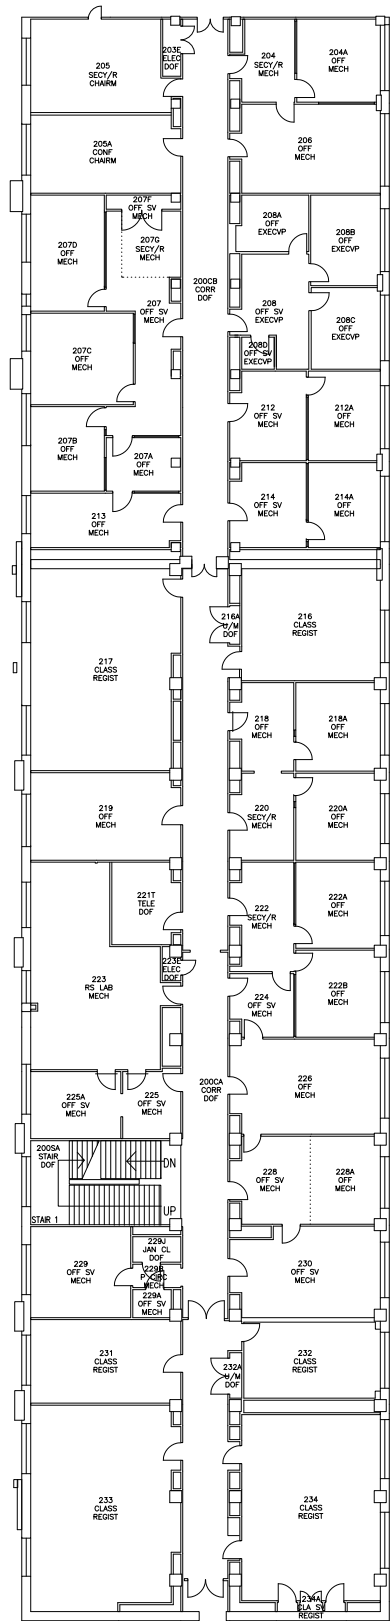 205
SECY/R
CHAIRM
203E
ELEC
DOF
204
SECY/R
MECH
204A
OFF
MECH
205A
CONF
CHAIRM
206
OFF
MECH
207F
OFF SV
MECH
207G
SECY/R
MECH
207D
OFF
MECH
207
OFF SV
MECH
200CB
CORR
DOF
208A
OFF
EXECVP
208B
OFF
EXECVP
208
OFF SV
EXECVP
208C
OFF
EXECVP
208D
OFF SV
EXECVP
207C
OFF
MECH
207B
OFF
MECH
207A
OFF
MECH
212
OFF SV
MECH
212A
OFF
MECH
213
OFF
MECH
214
OFF SV
MECH
214A
OFF
MECH
217
CLASS
REGIST
216A
U/M
DOF
216
CLASS
REGIST
218
OFF
MECH
218A
OFF
MECH
219
OFF
MECH
220
SECY/R
MECH
220A
OFF
MECH
221T
TELE
DOF
222
SECY/R
MECH
222A
OFF
MECH
223
RS LAB
MECH
223E
ELEC
DOF
224
OFF SV
MECH
222B
OFF
MECH
225A
OFF SV
MECH
225
OFF SV
MECH
200CA
CORR
DOF
226
OFF
MECH
200SA
STAIR
DOF
DN
UP
STAIR 1
228
OFF SV
MECH
228A
OFF
MECH
229
OFF SV
MECH
229J
JAN CL
DOF
229B
P CIRC
MECH
229A
OFF SV
MECH
230
OFF SV
MECH
231
CLASS
REGIST
232A
U/M
DOF
232
CLASS
REGIST
233
CLASS
REGIST
234
CLASS
REGIST
234A
CLA SV
REGIST